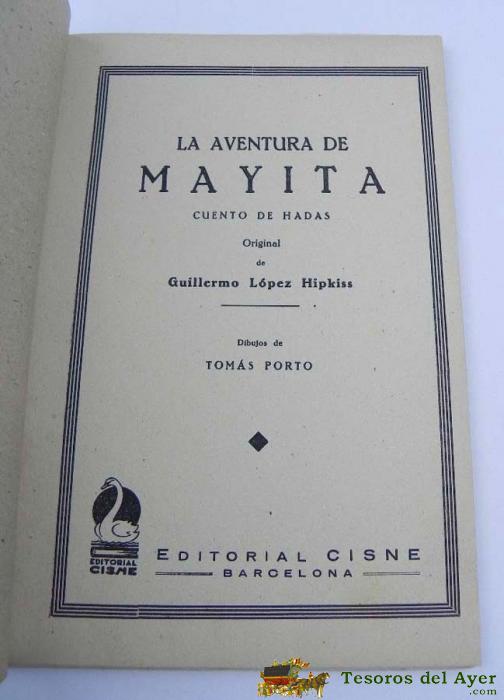 LA AVENTURA DE
MAYITA
CUENTO DE HADAS
Original
de
Guillermo López Hipkiss
Dibujos de
TOMÁS PORTO
EDITORIAL
CISNE
EDITORIAL CISNE
BARCELONA
Tesoros del Ayer
.com